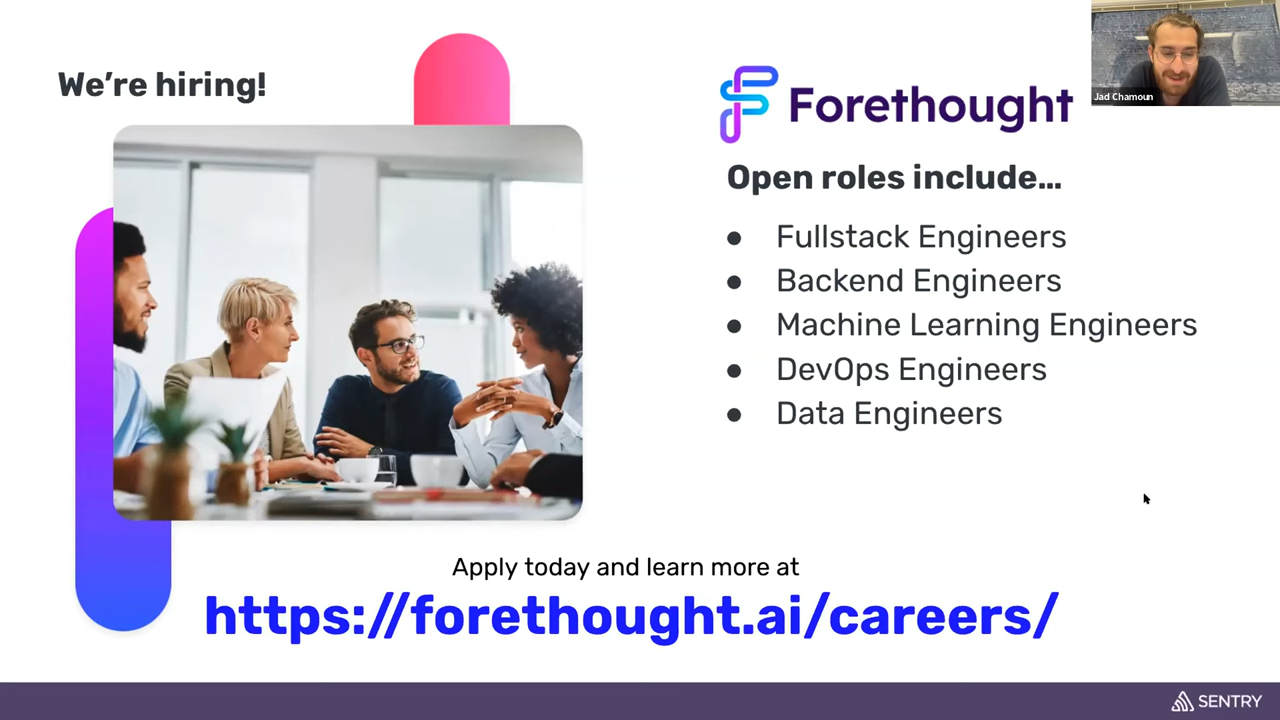 We're hiring!
Forethought
Jad Chamoun
Open roles include...
● Fullstack Engineers
● Backend Engineers
● Machine Learning Engineers
● DevOps Engineers
● Data Engineers
Apply today and learn more at
https://forethought.ai/careers/
SENTRY